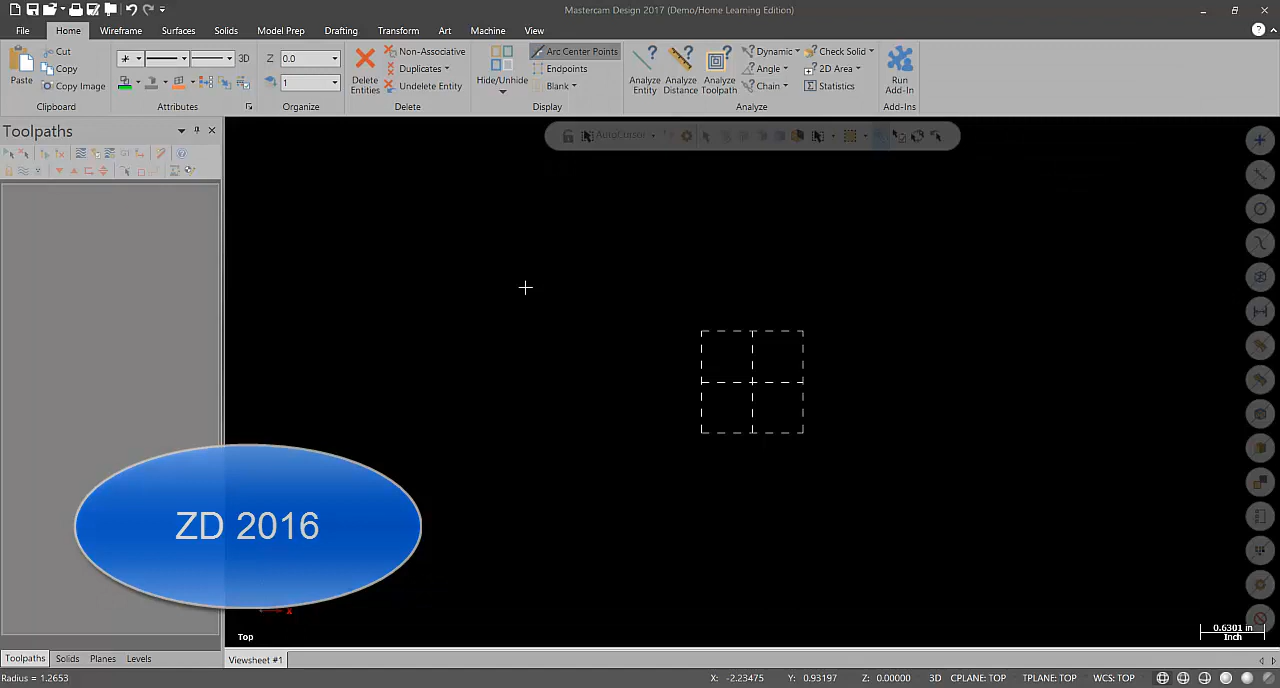 Mastercam Design 2017 (Demo/Home Learning Edition)
File Home Wireframe Surfaces Solids Model Prep Drafting Transform Art Machine View
Paste
Cut
Copy
Copy Image
Clipboard
3D
Attributes
Z 0.0
1
Organize
Delete
Entities
Non-Associative
Duplicates
Undelete Entity
Delete
Hide/Unhide
Arc Center Points
Endpoints
Blank
Display
Analyze
Entity
Analyze
Distance
Analyze
Toolpath
Dynamic
Angle
Chain
Check Solid
2D Area
Statistics
Analyze
Run
Add-In
Add-Ins
Toolpaths
AutoCursor
ZD 2016
X
Top
0.6301 in
Inch
Toolpaths Solids Planes Levels
Viewsheet #1
Radius = 1.2653
X: -2.23475 Y: 0.93197 Z: 0.00000 3D CPLANE: TOP TPLANE: TOP WCS: TOP